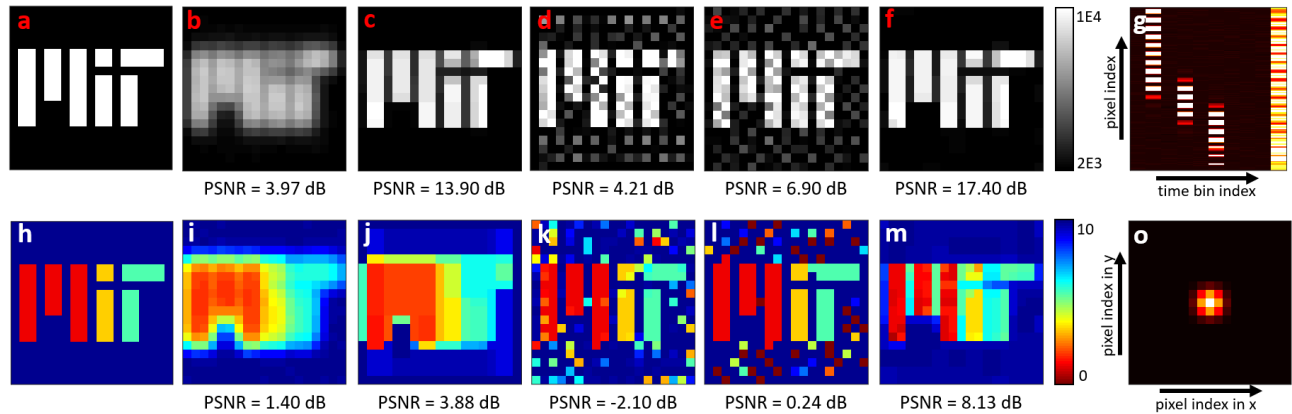 a b c d e f 1E4 g
pixel index
2E3
PSNR = 3.97 dB PSNR = 13.90 dB PSNR = 4.21 dB PSNR = 6.90 dB PSNR = 17.40 dB time bin index
h i j k l m 10 o
pixel index in y
0
PSNR = 1.40 dB PSNR = 3.88 dB PSNR = -2.10 dB PSNR = 0.24 dB PSNR = 8.13 dB pixel index in x